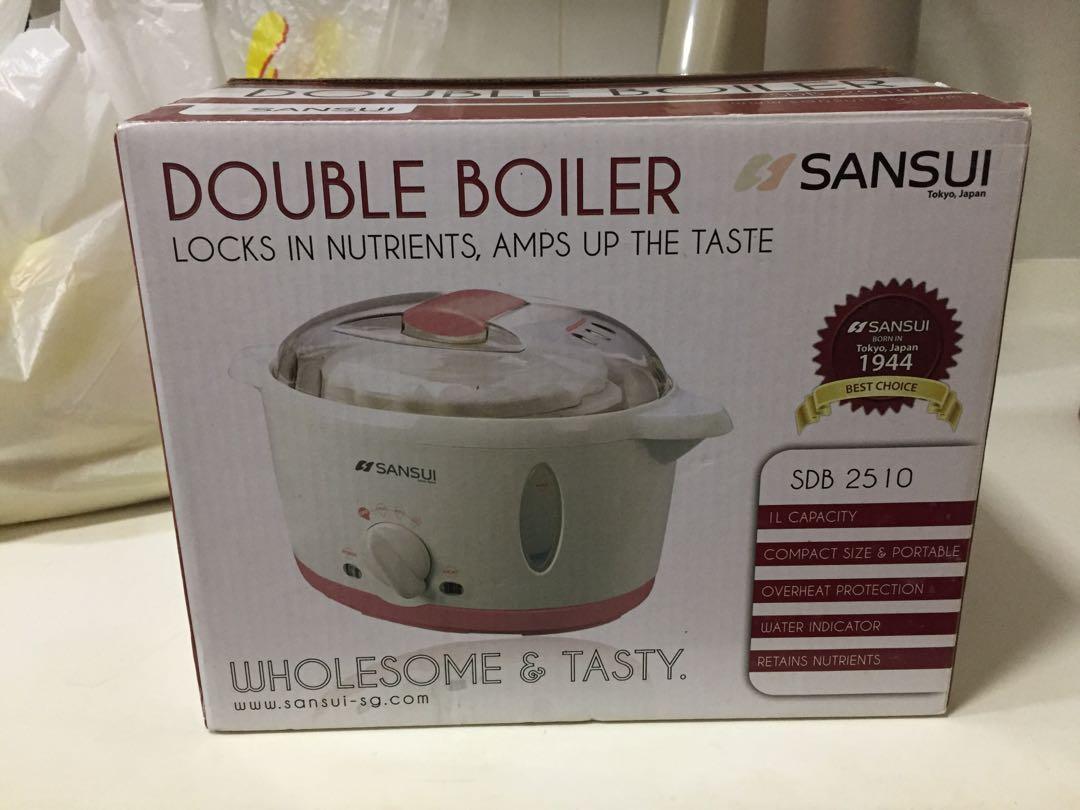 DOUBLE BOILER
SANSUI
DOUBLE BOILER
SANSUI
Tokyo, Japan
LOCKS IN NUTRIENTS, AMPS UP THE TASTE
SANSUI
BORN IN
Tokyo, Japan
1944
BEST CHOICE
SANSUI
SDB 2510
1L CAPACITY
COMPACT SIZE & PORTABLE
OVERHEAT PROTECTION
WATER INDICATOR
RETAINS NUTRIENTS
WHOLESOME & TASTY.
www.sansui-sg.com